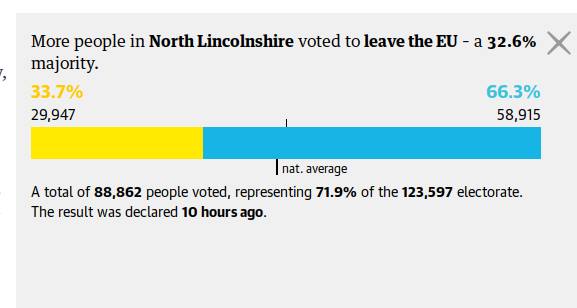 More people in North Lincolnshire voted to leave the EU - a 32.6%
majority.
33.7% 66.3%
29,947 58,915
nat. average
A total of 88,862 people voted, representing 71.9% of the 123,597 electorate.
The result was declared 10 hours ago.